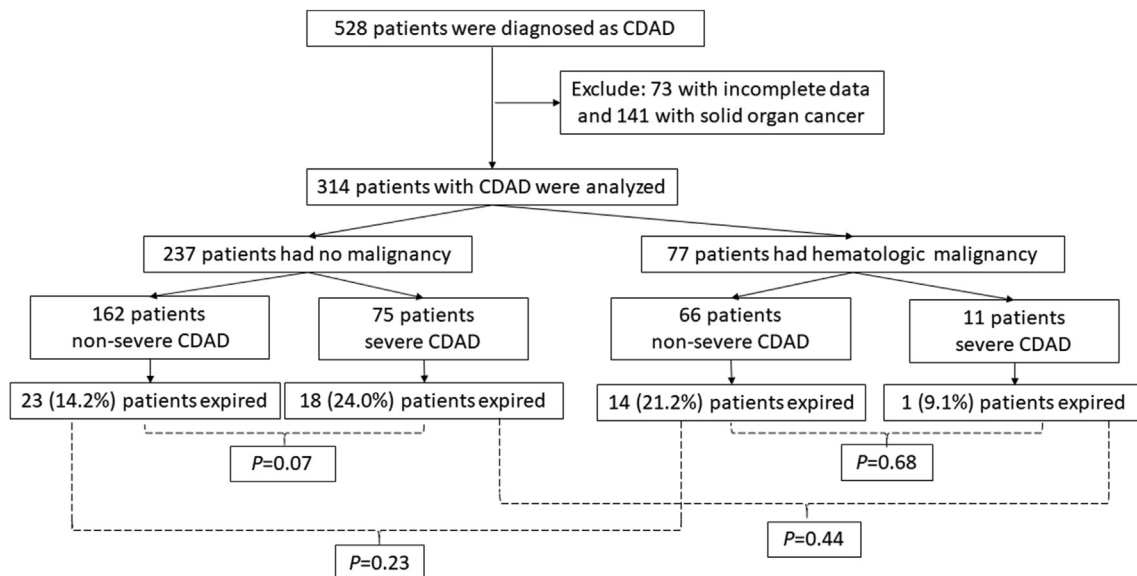 528 patients were diagnosed as CDAD
Exclude: 73 with incomplete data
and 141 with solid organ cancer
314 patients with CDAD were analyzed
237 patients had no malignancy
77 patients had hematologic malignancy
162 patients
non-severe CDAD
75 patients
severe CDAD
66 patients
non-severe CDAD
11 patients
severe CDAD
23 (14.2%) patients expired
18 (24.0%) patients expired
14 (21.2%) patients expired
1 (9.1%) patients expired
P=0.07
P=0.68
P=0.44
P=0.23